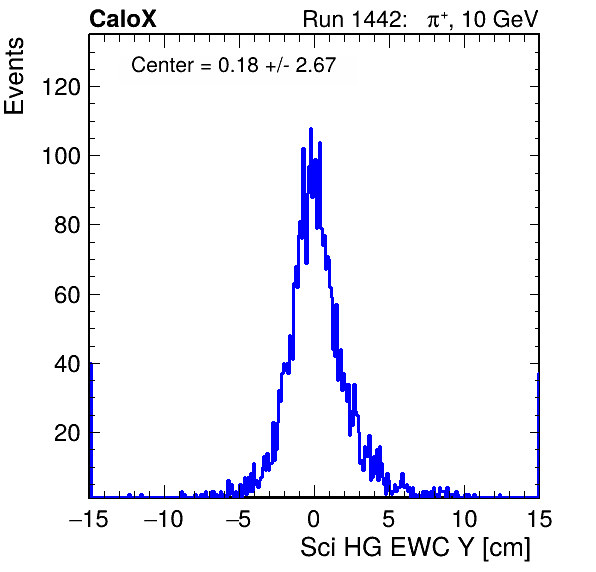 CaloX Run 1442: π⁺, 10 GeV
Events
Center = 0.18 +/- 2.67
120
100
80
60
40
20
−15 −10 −5 0 5 10 15
Sci HG EWC Y [cm]